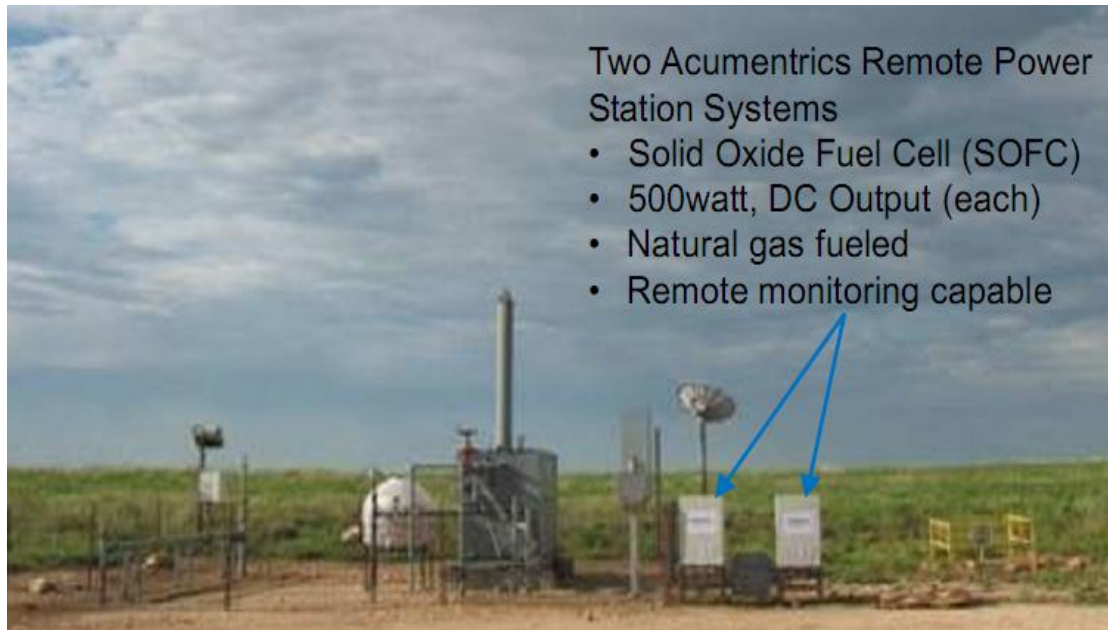 Two Acumentrics Remote Power
Station Systems
• Solid Oxide Fuel Cell (SOFC)
• 500watt, DC Output (each)
• Natural gas fueled
• Remote monitoring capable